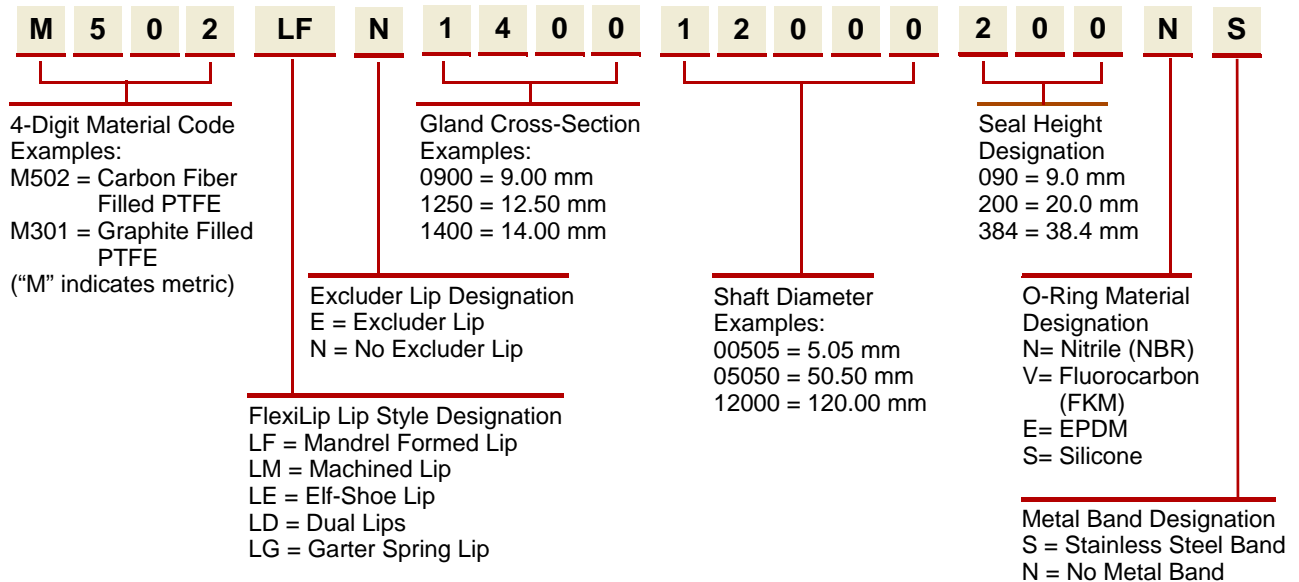 M 5 0 2 LF N 1 4 0 0 1 2 0 0 0 2 0 0 N S
4-Digit Material Code
Examples:
M502 = Carbon Fiber
Filled PTFE
M301 = Graphite Filled
PTFE
(“M” indicates metric)
Gland Cross-Section
Examples:
0900 = 9.00 mm
1250 = 12.50 mm
1400 = 14.00 mm
Seal Height
Designation
090 = 9.0 mm
200 = 20.0 mm
384 = 38.4 mm
Excluder Lip Designation
E = Excluder Lip
N = No Excluder Lip
Shaft Diameter
Examples:
00505 = 5.05 mm
05050 = 50.50 mm
12000 = 120.00 mm
O-Ring Material
Designation
N= Nitrile (NBR)
V= Fluorocarbon
(FKM)
E= EPDM
S= Silicone
FlexiLip Lip Style Designation
LF = Mandrel Formed Lip
LM = Machined Lip
LE = Elf-Shoe Lip
LD = Dual Lips
LG = Garter Spring Lip
Metal Band Designation
S = Stainless Steel Band
N = No Metal Band